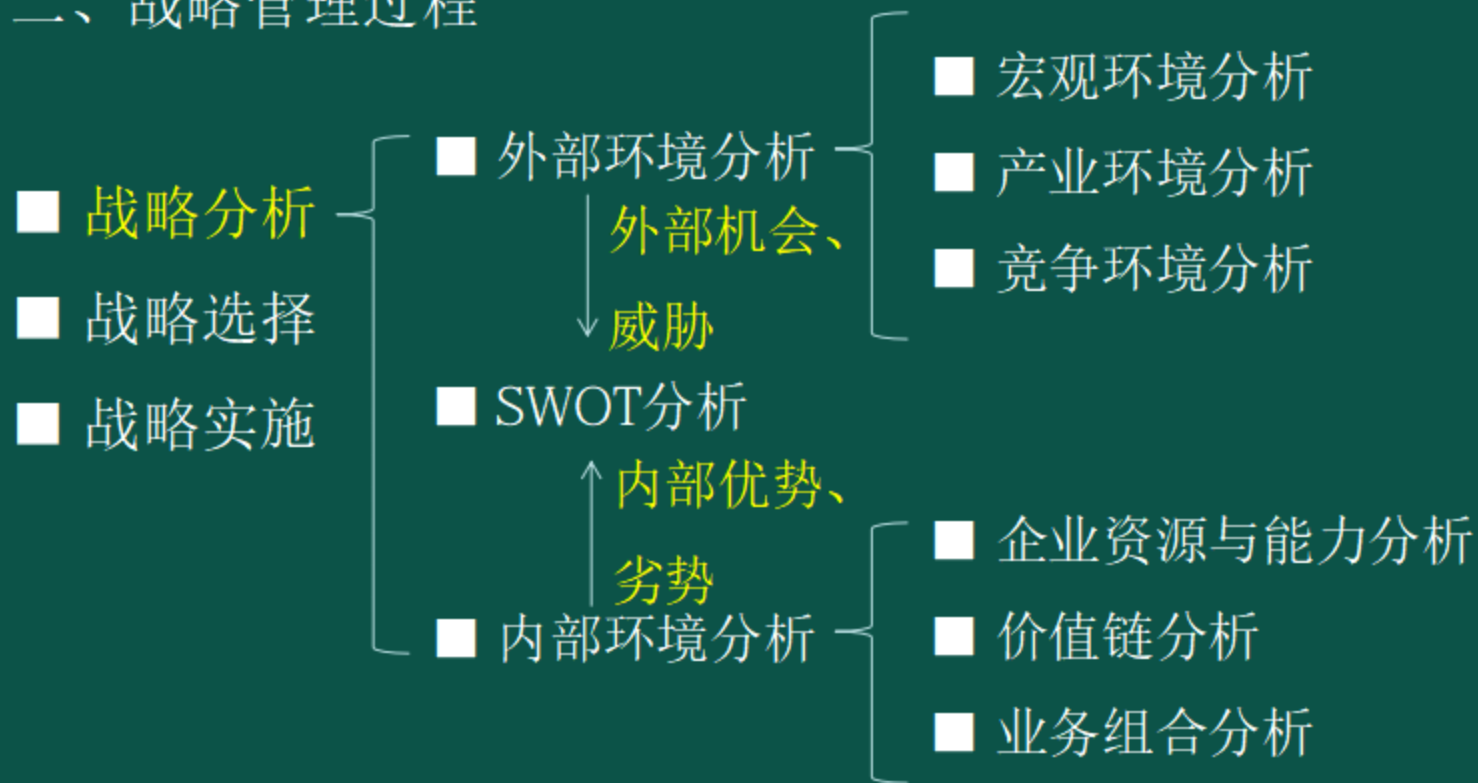 二、战略管理过程
■ 战略分析
■ 战略选择
■ 战略实施
■ 外部环境分析
外部机会、
威胁
■ SWOT分析
内部优势、
劣势
■ 内部环境分析
■ 宏观环境分析
■ 产业环境分析
■ 竞争环境分析
■ 企业资源与能力分析
■ 价值链分析
■ 业务组合分析